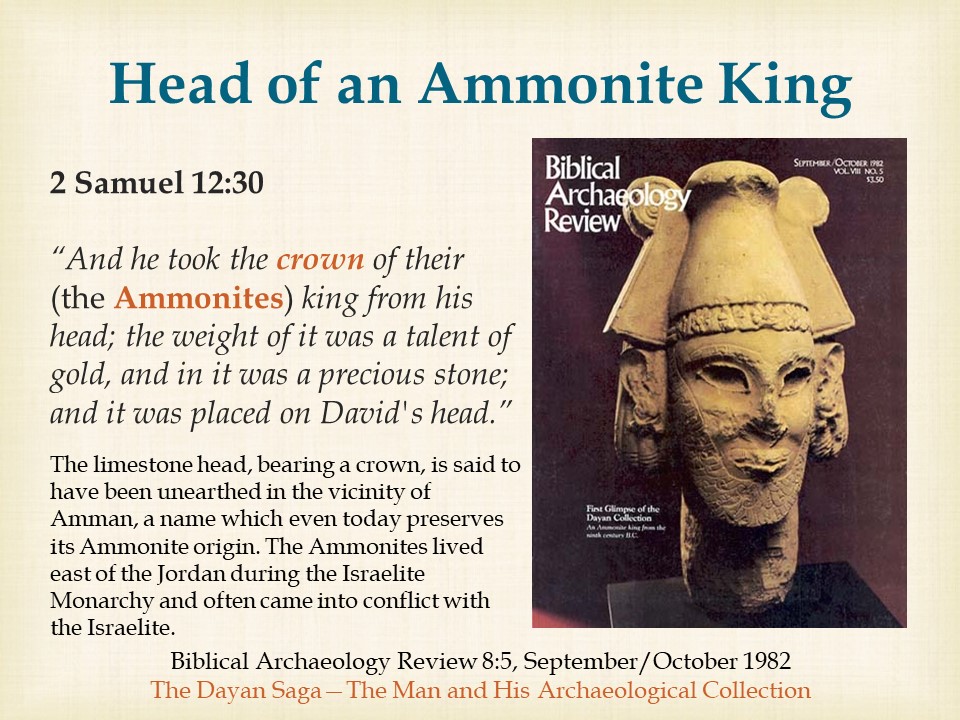 Head of an Ammonite King
2 Samuel 12:30
“And he took the crown of their
(the Ammonites) king from his
head; the weight of it was a talent of
gold, and in it was a precious stone;
and it was placed on David's head.”
The limestone head, bearing a crown, is said to
have been unearthed in the vicinity of
Amman, a name which even today preserves
its Ammonite origin. The Ammonites lived
east of the Jordan during the Israelite
Monarchy and often came into conflict with
the Israelite.
Biblical
Archaeology
Review
SEPTEMBER/OCTOBER 1982
VOL. VIII NO. 5
$3.50
First Glimpse of the
Dayan Collection
An Ammonite king from the
ninth century B.C.
Biblical Archaeology Review 8:5, September/October 1982
The Dayan Saga—The Man and His Archaeological Collection